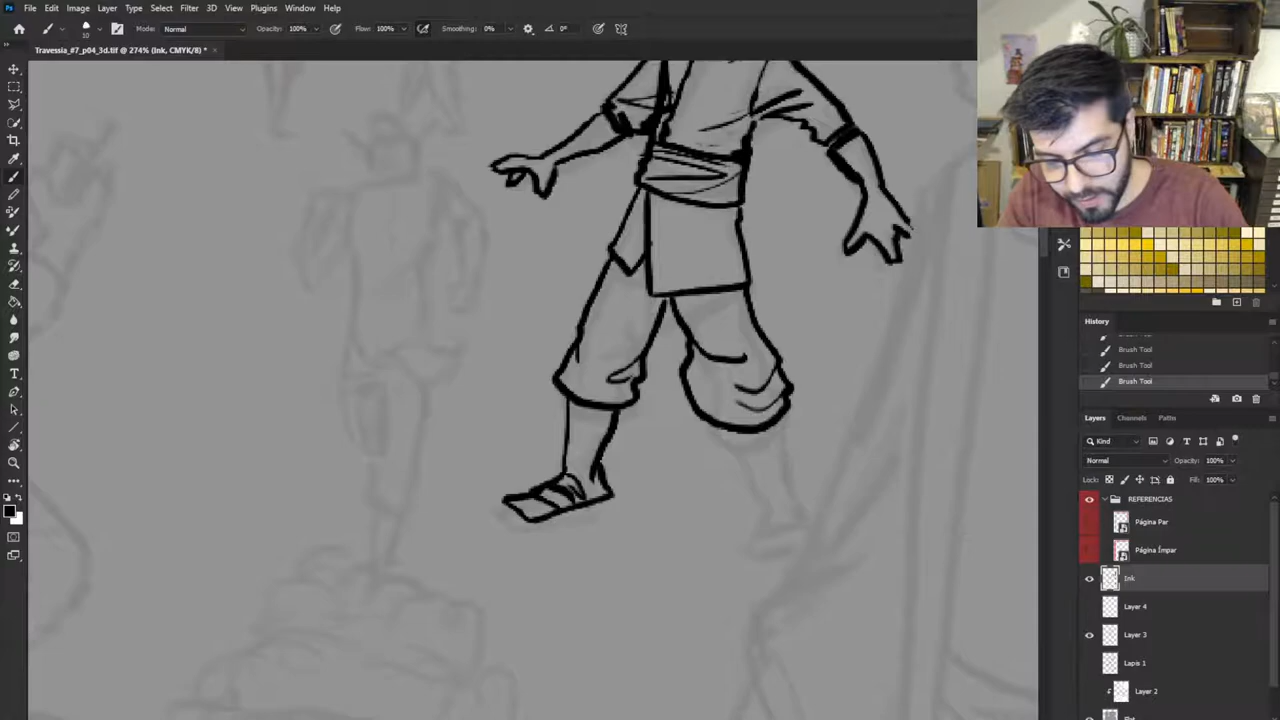 File Edit Image Layer Type Select Filter 3D View Plugins Window Help
10 Mode: Normal Opacity: 100% Flow: 100% Smoothing: 0% 0°
Travessia_#7_p04_3d.tif @ 274% (Ink, CMYK/8) *
History
Brush Tool
Brush Tool
Brush Tool
Layers Channels Paths
Kind
Normal Opacity: 100%
Lock: Fill: 100%
REFERENCIAS
Página Par
Página Ímpar
Ink
Layer 4
Layer 3
Lapis 1
Layer 2